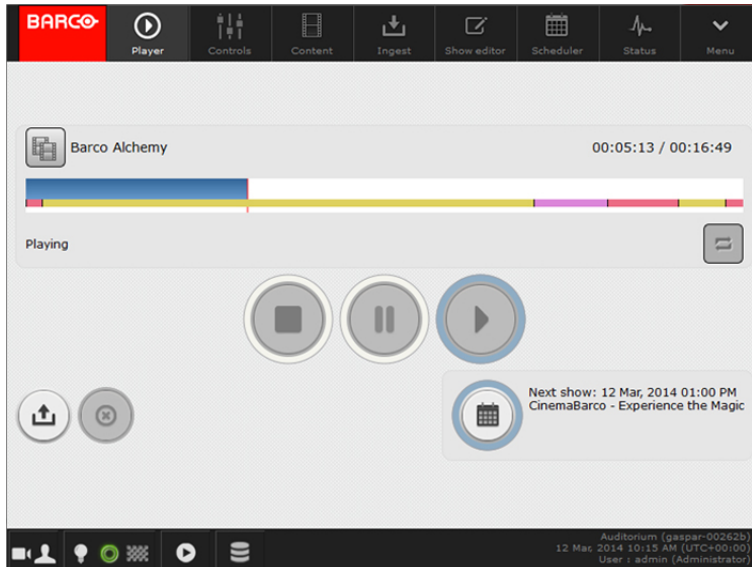 BARCO
Player
Controls
Content
Ingest
Show editor
Scheduler
Status
Menu
Barco Alchemy
00:05:13 / 00:16:49
Playing
Next show: 12 Mar, 2014 01:00 PM
CinemaBarco - Experience the Magic
Auditorium (gaspar-00262b)
12 Mar, 2014 10:15 AM (UTC+00:00)
User : admin (Administrator)